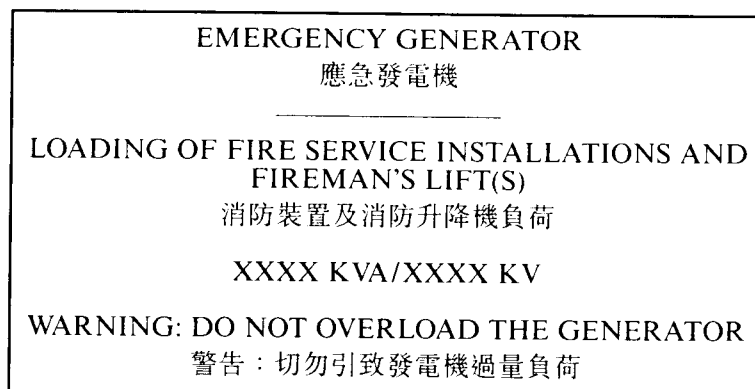 EMERGENCY GENERATOR
應急發電機
LOADING OF FIRE SERVICE INSTALLATIONS AND
FIREMAN'S LIFT(S)
消防裝置及消防升降機負荷
XXXX KVA/XXXX KV
WARNING: DO NOT OVERLOAD THE GENERATOR
警告：切勿引致發電機過量負荷